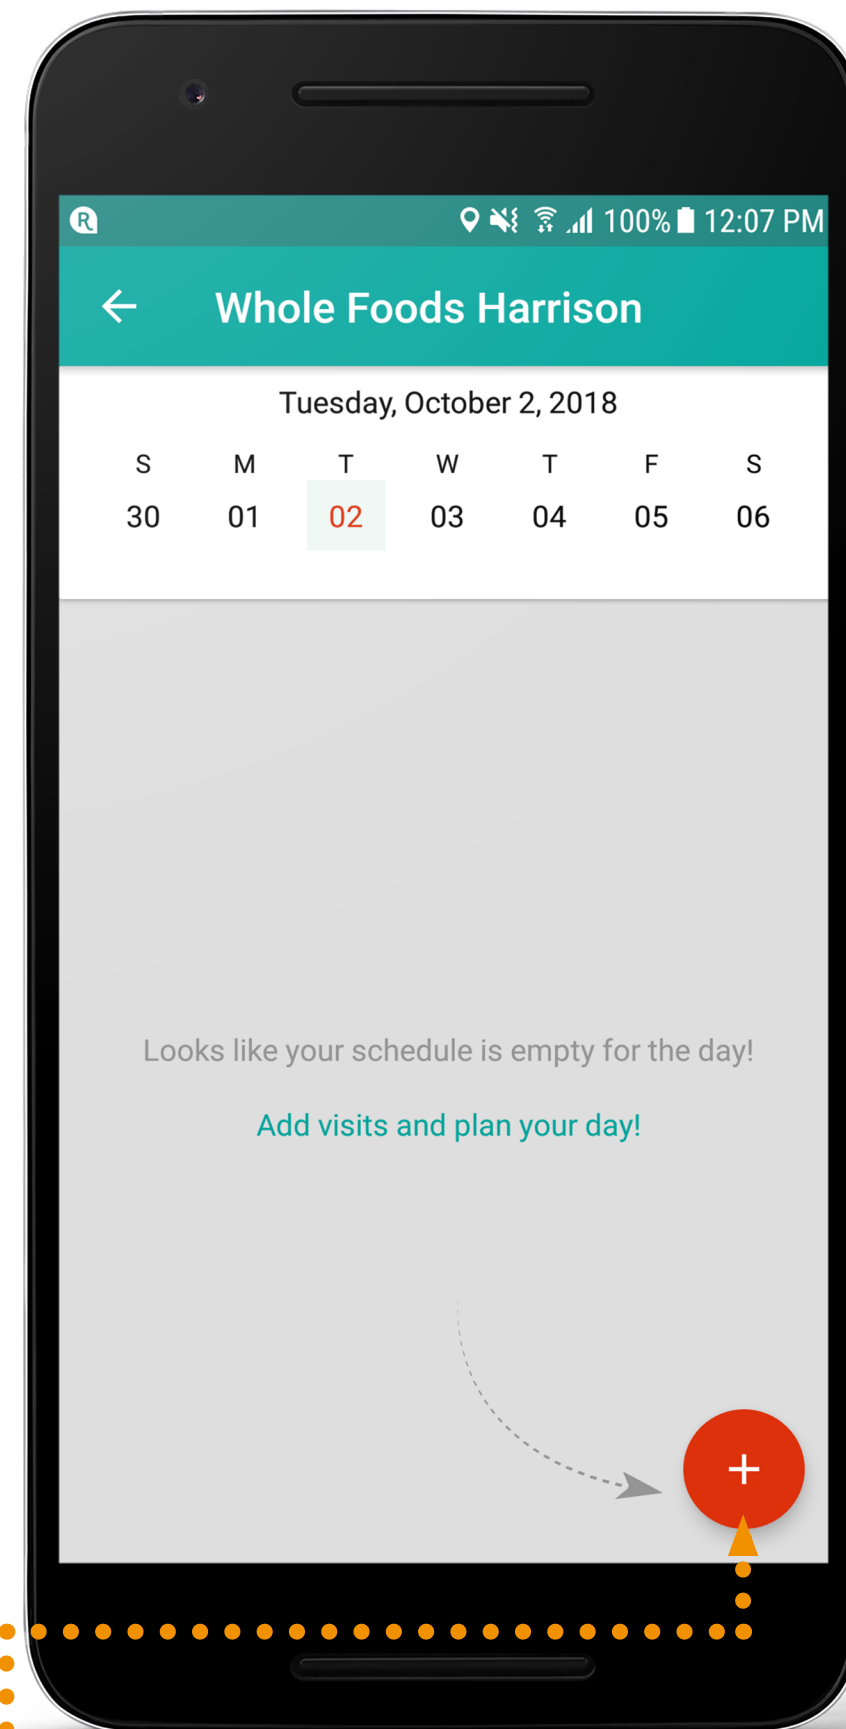 R 100% 12:07 PM
Whole Foods Harrison
Tuesday, October 2, 2018
S M T W T F S
30 01 02 03 04 05 06
Looks like your schedule is empty for the day!
Add visits and plan your day!
+